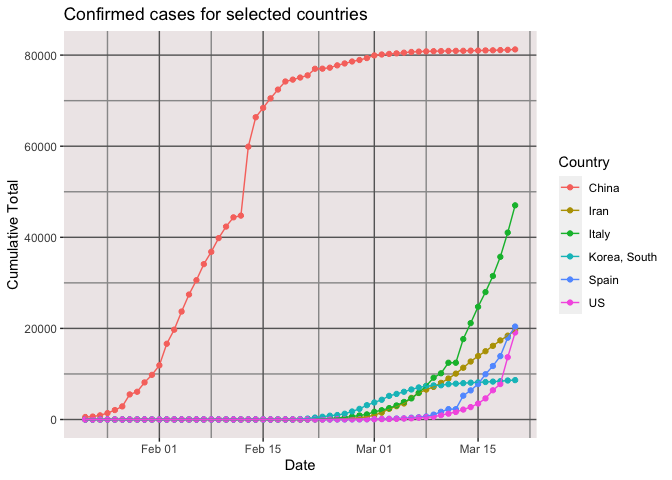 Confirmed cases for selected countries
80000
60000
40000
20000
0
Cumulative Total
Feb 01
Feb 15
Mar 01
Mar 15
Date
Country
China
Iran
Italy
Korea, South
Spain
US